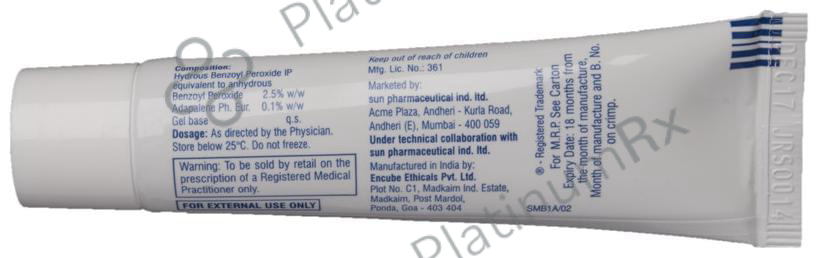 Composition:
Hydrous Benzoyl Peroxide IP
equivalent to anhydrous
Benzoyl Peroxide 2.5% w/w
Adapalene Ph. Eur. 0.1% w/w
Gel base q.s.
Dosage: As directed by the Physician.
Store below 25°C. Do not freeze.
Warning: To be sold by retail on the
prescription of a Registered Medical
Practitioner only.
FOR EXTERNAL USE ONLY
Keep out of reach of children
Mfg. Lic. No.: 361
Marketed by:
sun pharmaceutical ind. ltd.
Acme Plaza, Andheri - Kurla Road,
Andheri (E), Mumbai - 400 059
Under technical collaboration with
sun pharmaceutical ind. ltd.
Manufactured in India by:
Encube Ethicals Pvt. Ltd.
Plot No. C1, Madkaim Ind. Estate,
Madkaim, Post Mardol,
Ponda, Goa - 403 404
® - Registered Trademark
For M.R.P. See Carton
Expiry Date: 18 months from
the month of manufacture,
Month of manufacture and B. No.
on crimp.
SMB1A/02
DEC17 JRS0014
PlatinumRx
PlatinumRx